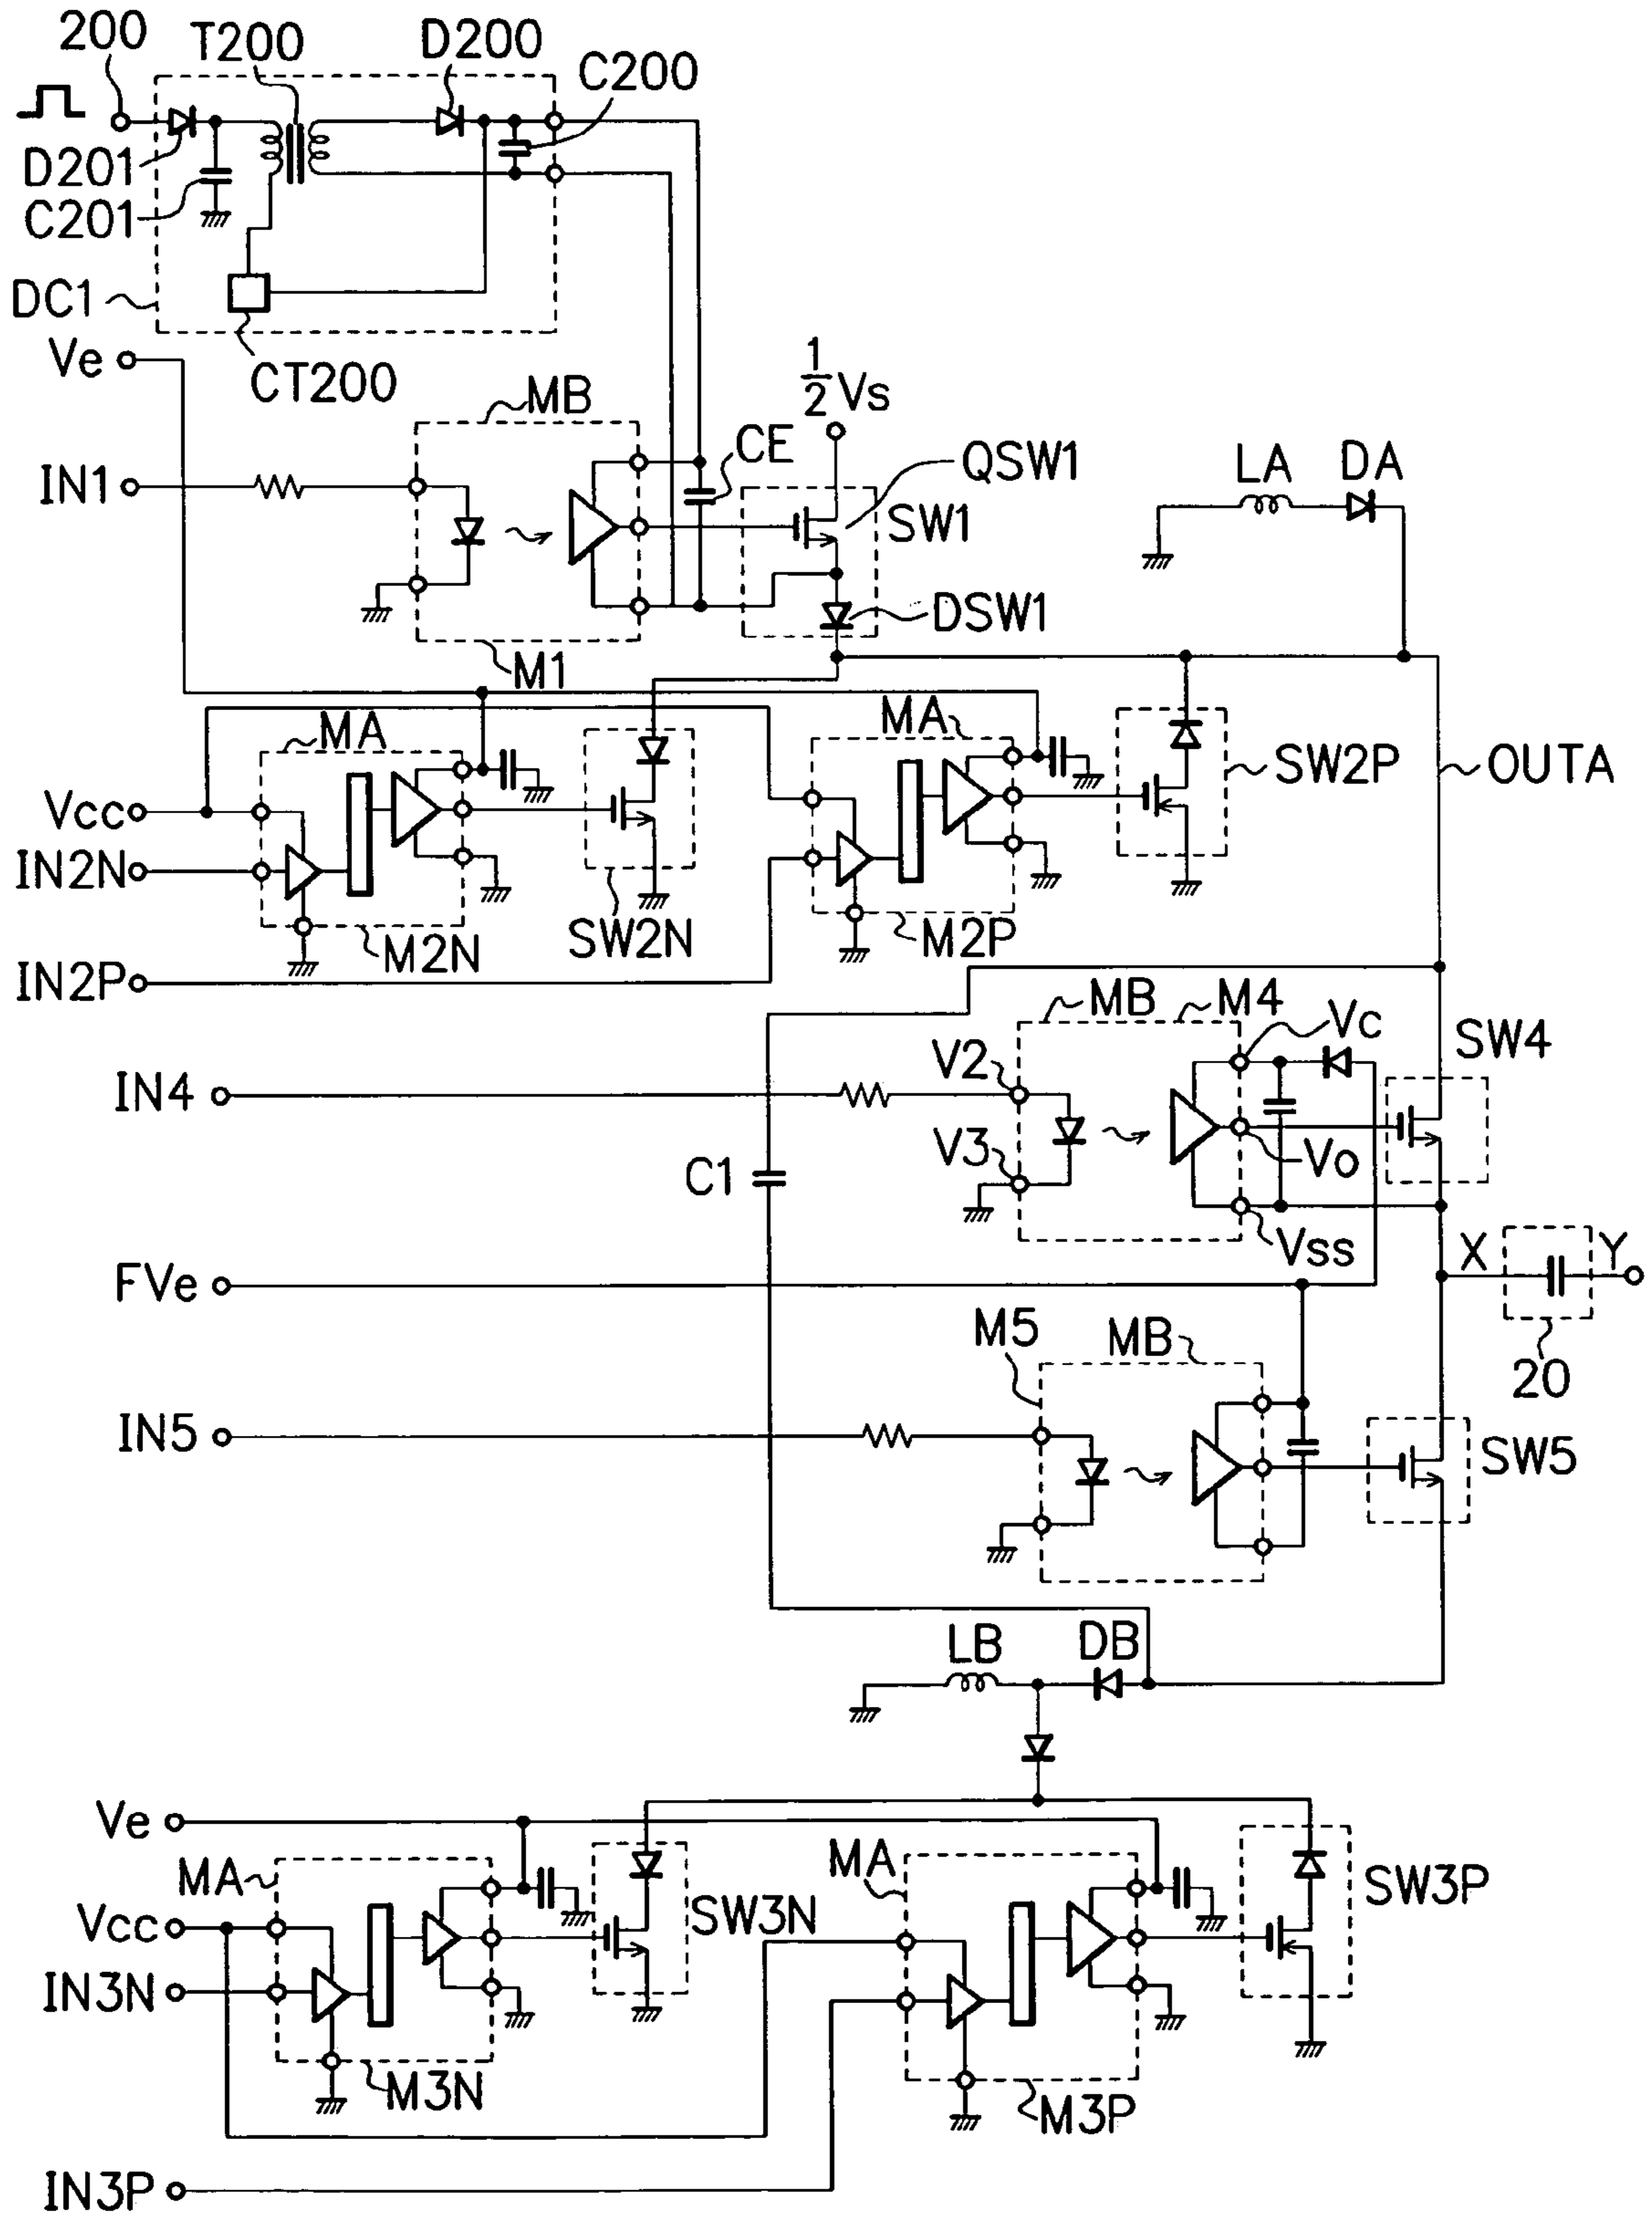 200 T200 D200 C200
D201
C201
DC1
CT200
Ve
MB
1/2 Vs
CE
QSW1
LA DA
IN1
SW1
DSW1
M1
MA
MA
SW2P OUTA
Vcc
IN2N
SW2N
M2N
M2P
IN2P
MB M4 Vc
V2
SW4
IN4
V3
C1
Vo
Vss
X Y
FVe
M5 MB
20
IN5
SW5
LB DB
Ve
MA
MA
SW3P
Vcc
SW3N
IN3N
M3N
M3P
IN3P